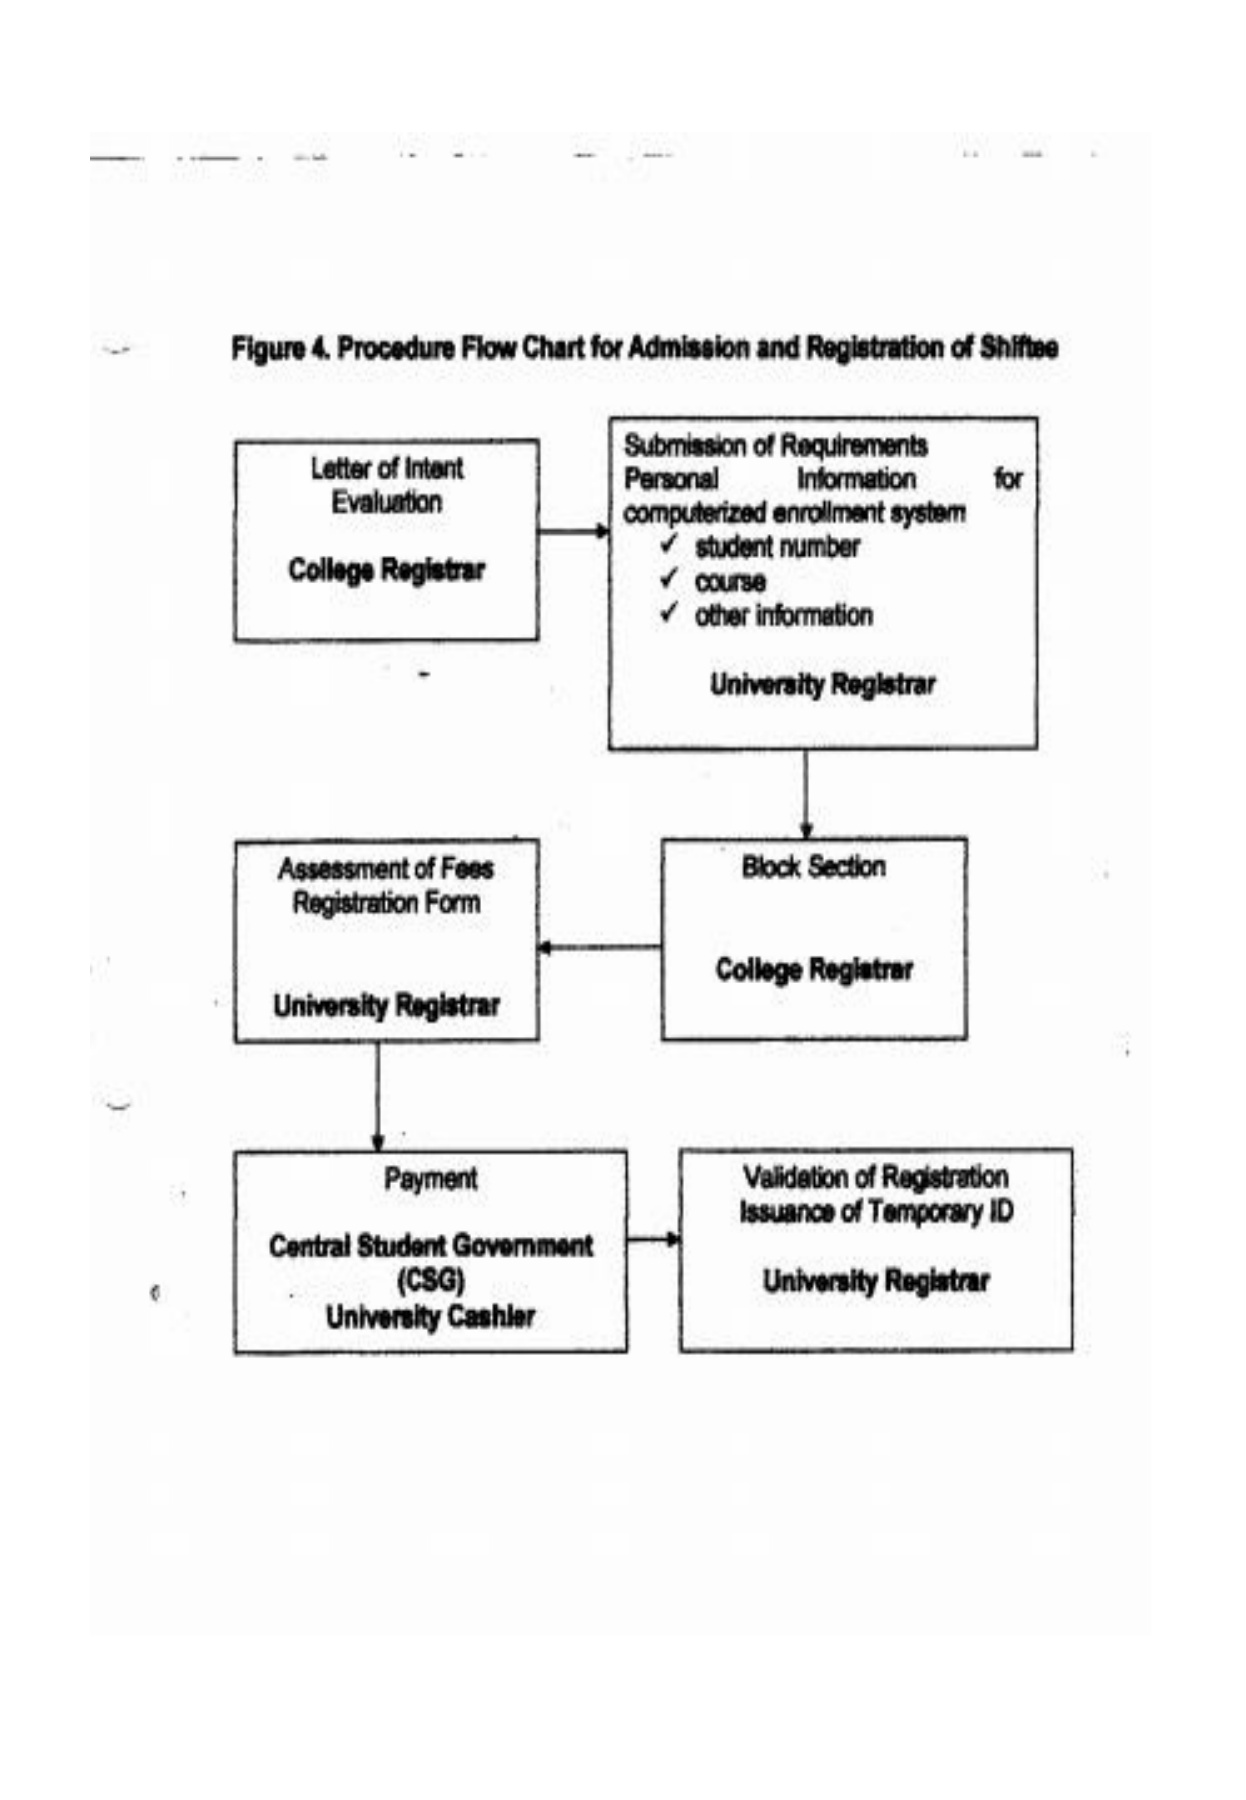 Figure 4. Procedure Flow Chart for Admission and Registration of Shiftee
Letter of Intent
Evaluation
College Registrar
Submission of Requirements
Personal Information for
computerized enrollment system
✓ student number
✓ course
✓ other information
University Registrar
Block Section
College Registrar
Assessment of Fees
Registration Form
University Registrar
Payment
Central Student Government
(CSG)
University Cashier
Validation of Registration
Issuance of Temporary ID
University Registrar